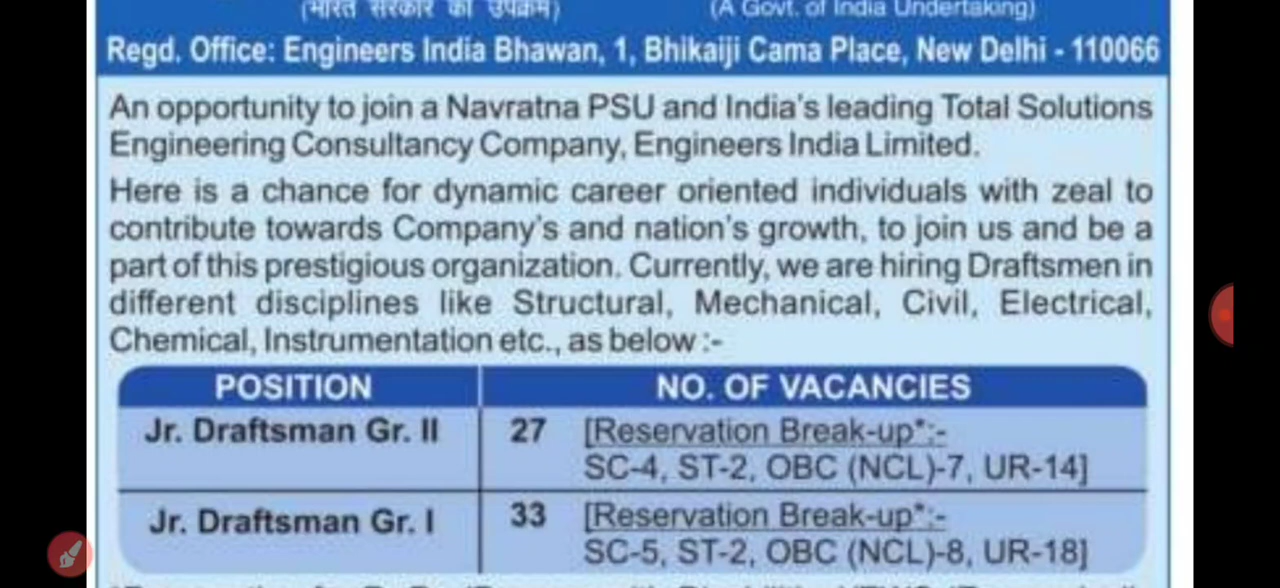 (भारत सरकार का उपक्रम) (A Govt. of India Undertaking)
Regd. Office: Engineers India Bhawan, 1, Bhikaiji Cama Place, New Delhi - 110066
An opportunity to join a Navratna PSU and India's leading Total Solutions
Engineering Consultancy Company, Engineers India Limited.
Here is a chance for dynamic career oriented individuals with zeal to
contribute towards Company's and nation's growth, to join us and be a
part of this prestigious organization. Currently, we are hiring Draftsmen in
different disciplines like Structural, Mechanical, Civil, Electrical,
Chemical, Instrumentation etc., as below :-
POSITION NO. OF VACANCIES
Jr. Draftsman Gr. II 27 [Reservation Break-up*:-
SC-4, ST-2, OBC (NCL)-7, UR-14]
Jr. Draftsman Gr. I 33 [Reservation Break-up*:-
SC-5, ST-2, OBC (NCL)-8, UR-18]